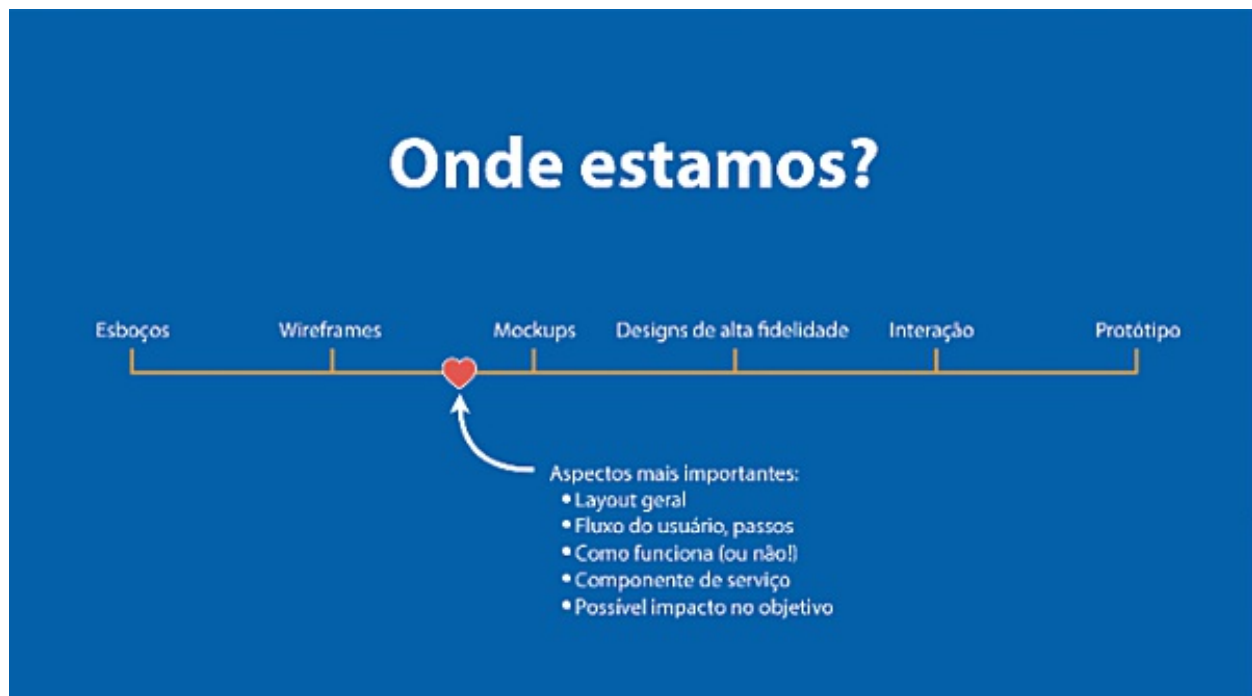 Onde estamos?
Esboços Wireframes Mockups Designs de alta fidelidade Interação Protótipo
Aspectos mais importantes:
• Layout geral
• Fluxo do usuário, passos
• Como funciona (ou não!)
• Componente de serviço
• Possível impacto no objetivo